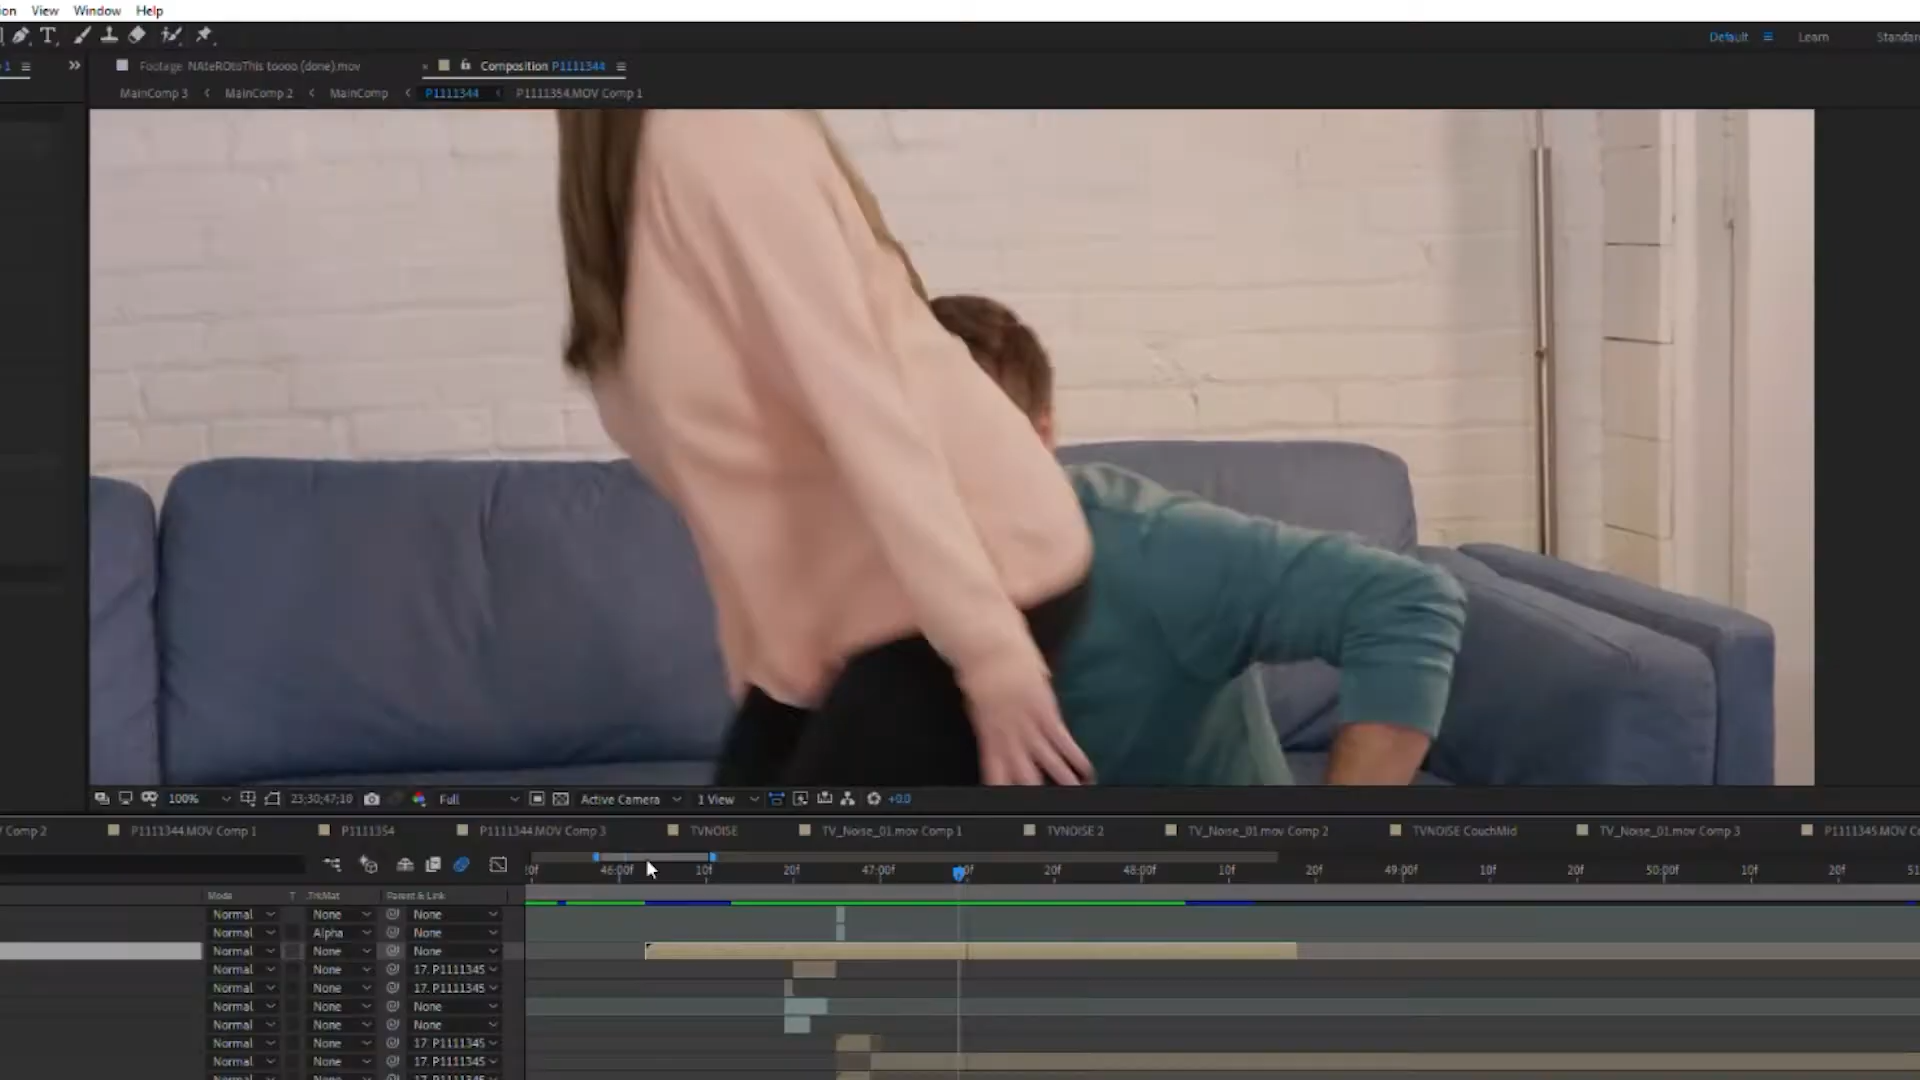 ion View Window Help
T
Default Learn Standar
1 Footage NAteROtoThis toooo (done).mov Composition P1111344
MainComp 3 MainComp 2 MainComp P1111344 P1111354.MOV Comp 1
100% 23;30;47;10 Full Active Camera 1 View +0.0
Comp 2 P1111344.MOV Comp 1 P1111354 P1111344.MOV Comp 3 TVNOISE TV_Noise_01.mov Comp 1 TVNOISE 2 TV_Noise_01.mov Comp 2 TVNOISE CouchMid TV_Noise_01.mov Comp 3 P1111345.MOV Co
20f 46:00f 10f 20f 47:00f 20f 48:00f 10f 20f 49:00f 10f 20f 50:00f 10f 20f 51
Mode T TrkMat Parent & Link
Normal None None
Normal Alpha None
Normal None None
Normal None 17. P1111345
Normal None 17. P1111345
Normal None None
Normal None None
Normal None 17. P1111345
Normal None 17. P1111345